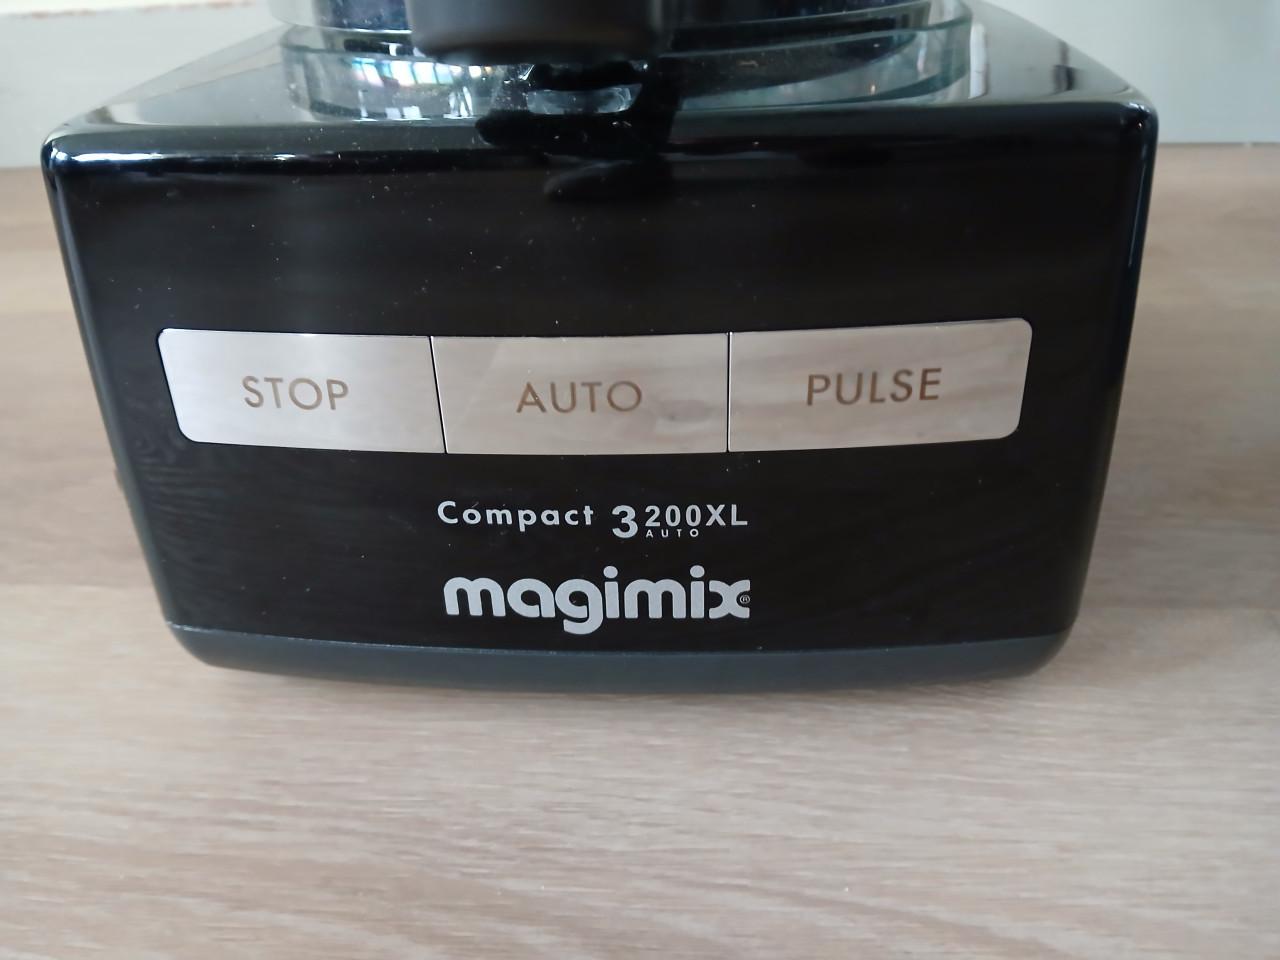 STOP AUTO PULSE
Compact 3200XL
AUTO
magimix®